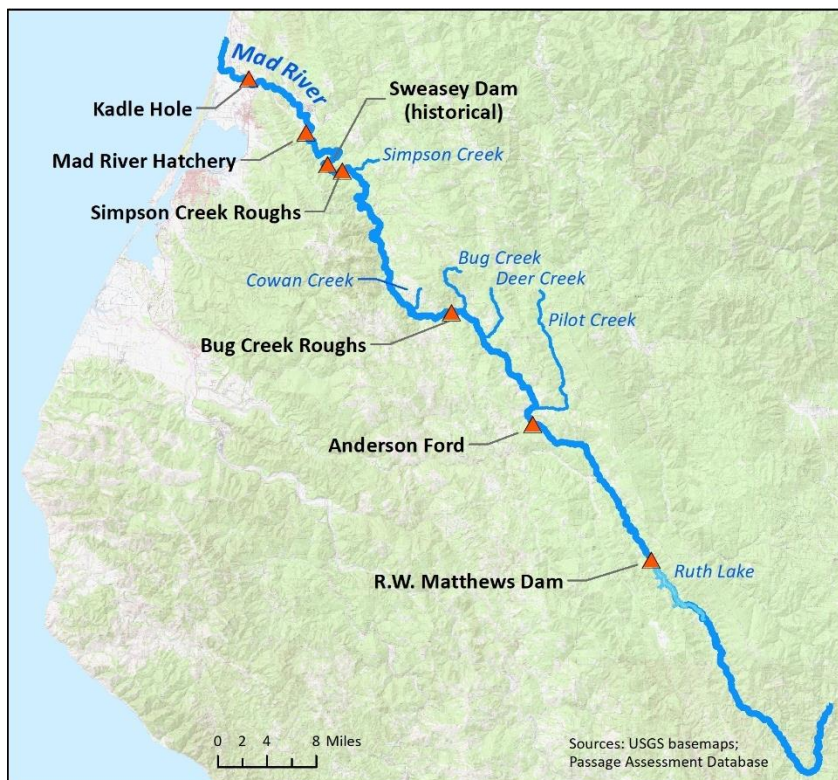 Mad River
Kadle Hole
Sweasey Dam
(historical)
Mad River Hatchery
Simpson Creek
Simpson Creek Roughs
Bug Creek
Cowan Creek
Deer Creek
Pilot Creek
Bug Creek Roughs
Anderson Ford
Ruth Lake
R.W. Matthews Dam
0 2 4 8 Miles
Sources: USGS basemaps;
Passage Assessment Database